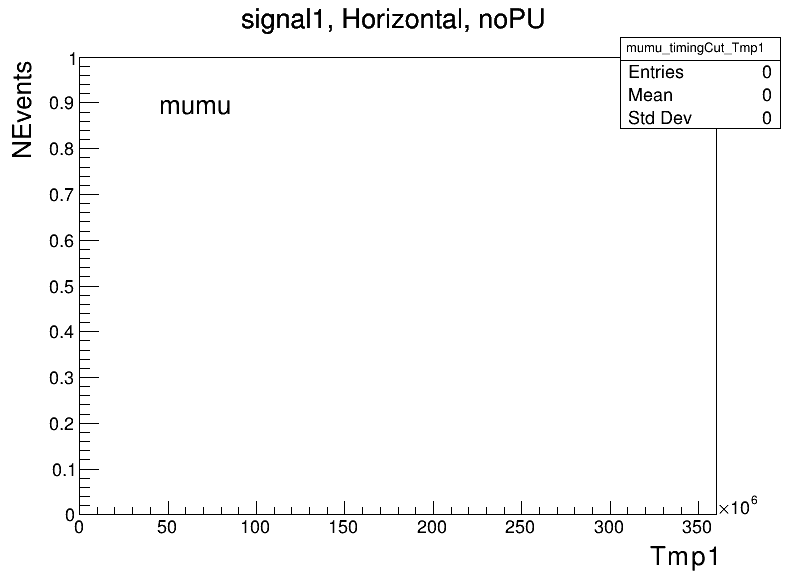 signal1, Horizontal, noPU
mumu_timingCut_Tmp1
Entries 0
Mean 0
Std Dev 0
NEvents
mumu
1
0.9
0.8
0.7
0.6
0.5
0.4
0.3
0.2
0.1
0
0 50 100 150 200 250 300 350
×10⁶
Tmp1